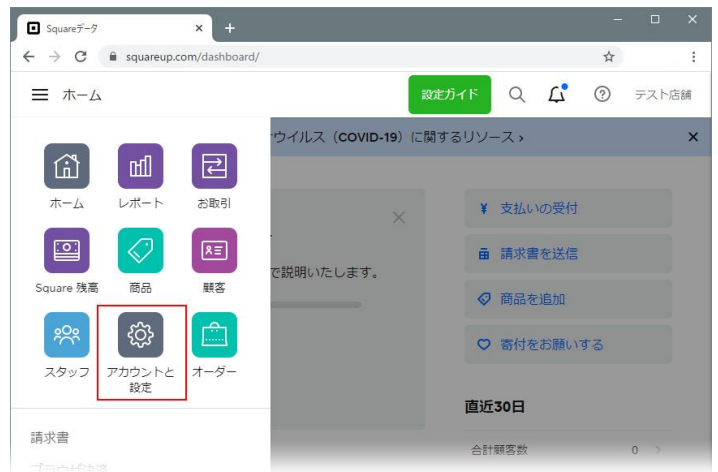 Squareデータ
squareup.com/dashboard/
ホーム
設定ガイド
テスト店舗
ウイルス（COVID-19）に関するリソース ›
ホーム
レポート
お取引
Square 残高
商品
顧客
スタッフ
アカウントと
設定
オーダー
請求書
ブラウザ決済
で説明いたします。
¥ 支払いの受付
請求書を送信
商品を追加
寄付をお願いする
直近30日
合計顧客数 0